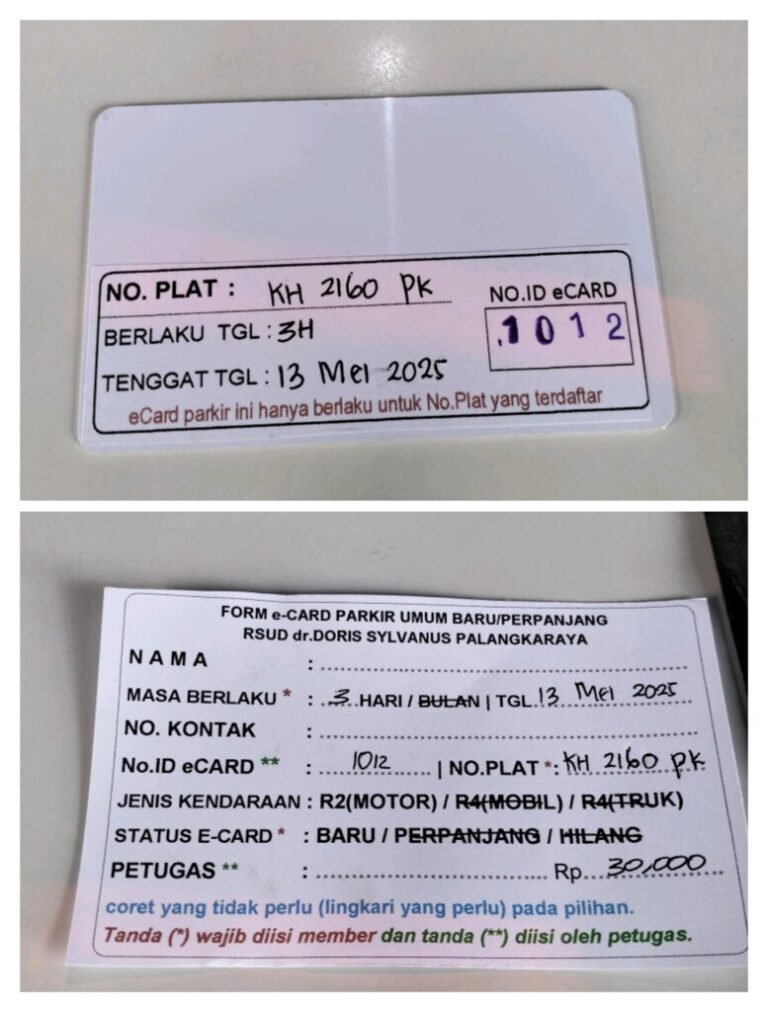 NO. PLAT : KH 2160 PK
NO.ID eCARD
BERLAKU TGL : 3H
1012
TENGGAT TGL : 13 Mei 2025
eCard parkir ini hanya berlaku untuk No.Plat yang terdaftar
FORM e-CARD PARKIR UMUM BARU/PERPANJANG
RSUD dr.DORIS SYLVANUS PALANGKARAYA
N A M A :
MASA BERLAKU * : 3 HARI / BULAN | TGL 13 Mei 2025
NO. KONTAK :
No.ID eCARD ** : 1012 | NO.PLAT *: KH 2160 PK
JENIS KENDARAAN : R2(MOTOR) / R4(MOBIL) / R4(TRUK)
STATUS E-CARD * : BARU / PERPANJANG / HILANG
PETUGAS ** : Rp. 30,000
coret yang tidak perlu (lingkari yang perlu) pada pilihan.
Tanda (*) wajib diisi member dan tanda (**) diisi oleh petugas.